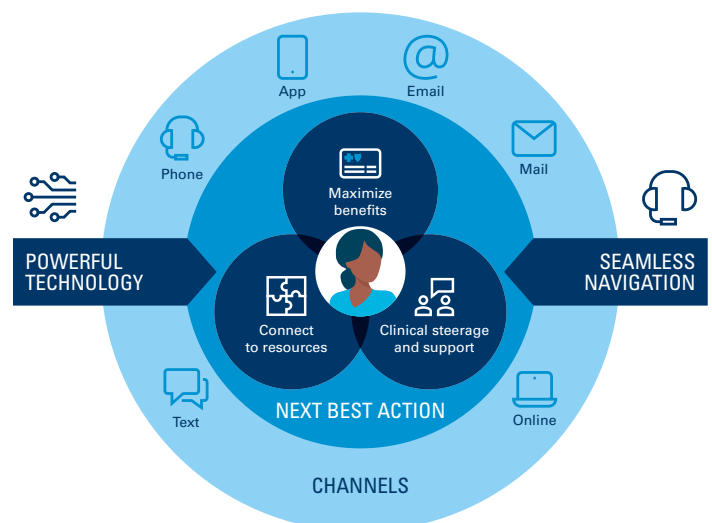 App
Email
Phone
Mail
Maximize
benefits
POWERFUL
TECHNOLOGY
SEAMLESS
NAVIGATION
Connect
to resources
Clinical steerage
and support
Text
NEXT BEST ACTION
Online
CHANNELS